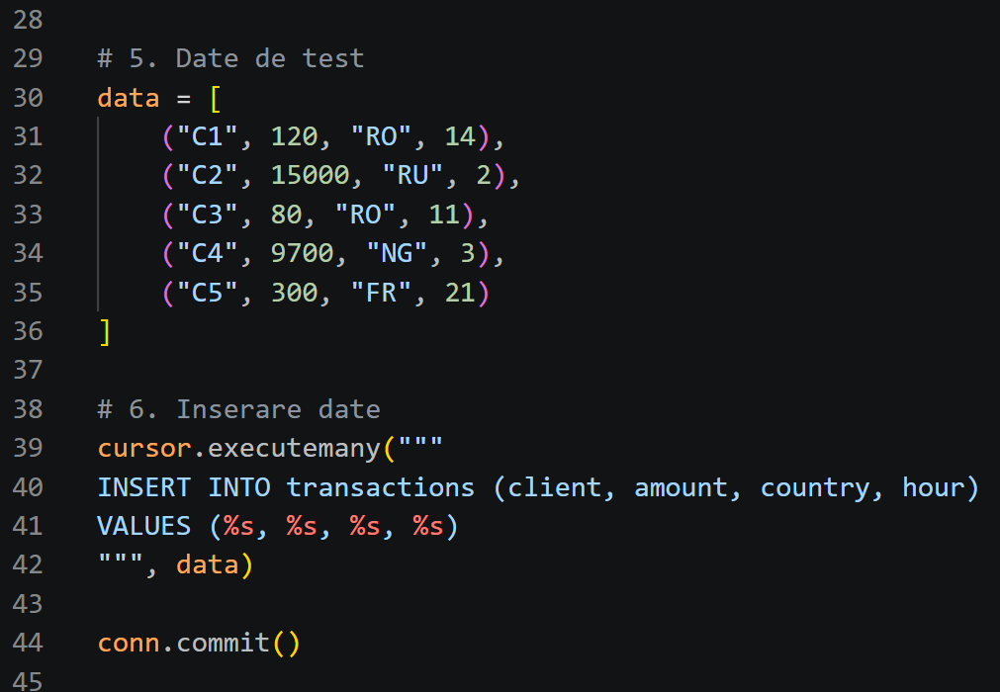 28
29 # 5. Date de test
30 data = [
31     ("C1", 120, "RO", 14),
32     ("C2", 15000, "RU", 2),
33     ("C3", 80, "RO", 11),
34     ("C4", 9700, "NG", 3),
35     ("C5", 300, "FR", 21)
36 ]
37
38 # 6. Inserare date
39 cursor.executemany("""
40 INSERT INTO transactions (client, amount, country, hour)
41 VALUES (%s, %s, %s, %s)
42 """, data)
43
44 conn.commit()
45